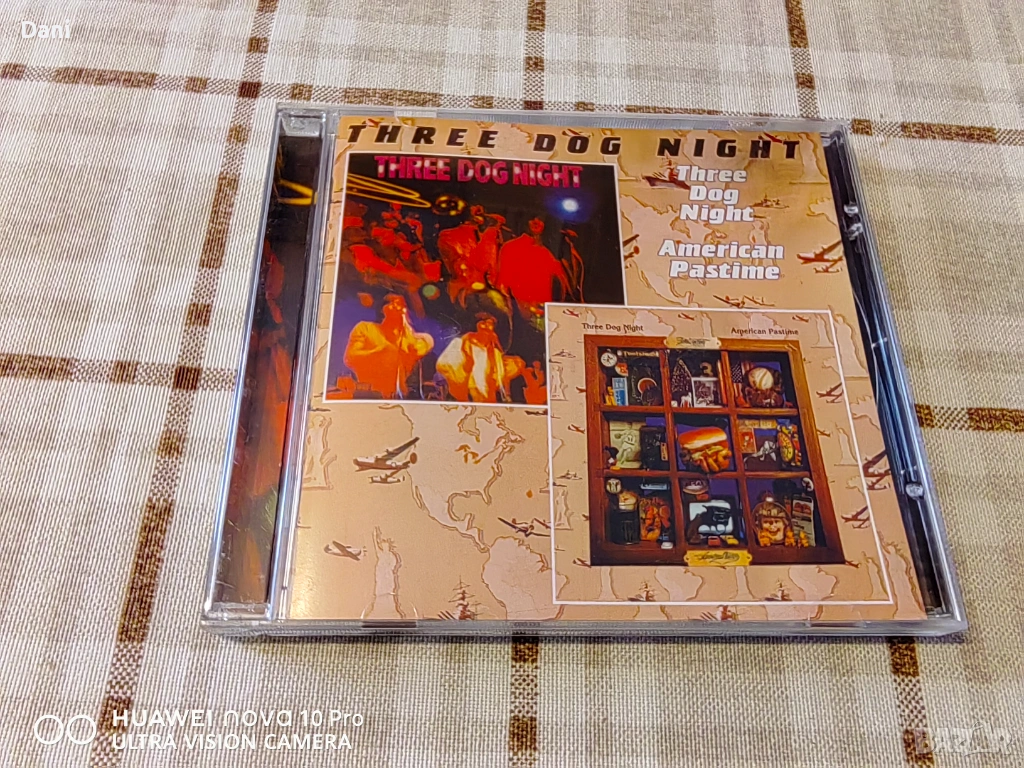 Dani
THREE DOG NIGHT
THREE DOG NIGHT
Three
Dog
Night
American
Pastime
Three Dog Night American Pastime
HUAWEI nova 10 Pro
ULTRA VISION CAMERA
BAZAR